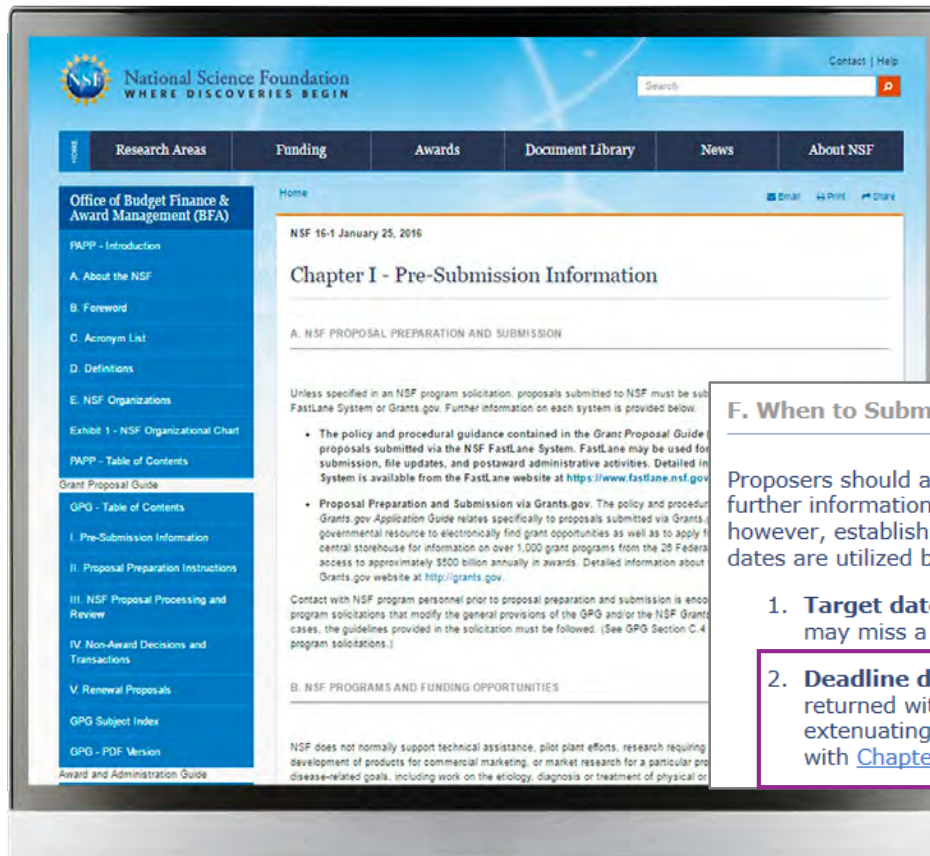 Contact | Help
NSF
National Science Foundation
WHERE DISCOVERIES BEGIN
Search
HOME
Research Areas
Funding
Awards
Document Library
News
About NSF
Office of Budget Finance &
Award Management (BFA)
PAPP - Introduction
A. About the NSF
B. Foreword
C. Acronym List
D. Definitions
E. NSF Organizations
Exhibit 1 - NSF Organizational Chart
PAPP - Table of Contents
Grant Proposal Guide
GPG - Table of Contents
I. Pre-Submission Information
II. Proposal Preparation Instructions
III. NSF Proposal Processing and
Review
IV. Non-Award Decisions and
Transactions
V. Renewal Proposals
GPG Subject Index
GPG - PDF Version
Award and Administration Guide
Home
Email Print Share
NSF 16-1 January 25, 2016
Chapter I - Pre-Submission Information
A. NSF PROPOSAL PREPARATION AND SUBMISSION
Unless specified in an NSF program solicitation, proposals submitted to NSF must be sub
FastLane System or Grants.gov. Further information on each system is provided below.
• The policy and procedural guidance contained in the Grant Proposal Guide (
proposals submitted via the NSF FastLane System. FastLane may be used for
submission, file updates, and postaward administrative activities. Detailed in
System is available from the FastLane website at https://www.fastlane.nsf.gov
• Proposal Preparation and Submission via Grants.gov. The policy and procedur
Grants.gov Application Guide relates specifically to proposals submitted via Grants.
governmental resource to electronically find grant opportunities as well as to apply f
central storehouse for information on over 1,000 grant programs from the 26 Federa
access to approximately $500 billion annually in awards. Detailed information about
Grants.gov website at http://grants.gov.
Contact with NSF program personnel prior to proposal preparation and submission is enco
program solicitations that modify the general provisions of the GPG and/or the NSF Grants
cases, the guidelines provided in the solicitation must be followed. (See GPG Section C.4
program solicitations.)
B. NSF PROGRAMS AND FUNDING OPPORTUNITIES
NSF does not normally support technical assistance, pilot plant efforts, research requiring
development of products for commercial marketing, or market research for a particular pro
disease-related goals, including work on the etiology, diagnosis or treatment of physical or
F. When to Subm
Proposers should a
further information
however, establish
dates are utilized b
1. Target date
may miss a
2. Deadline d
returned wit
extenuating
with Chapte